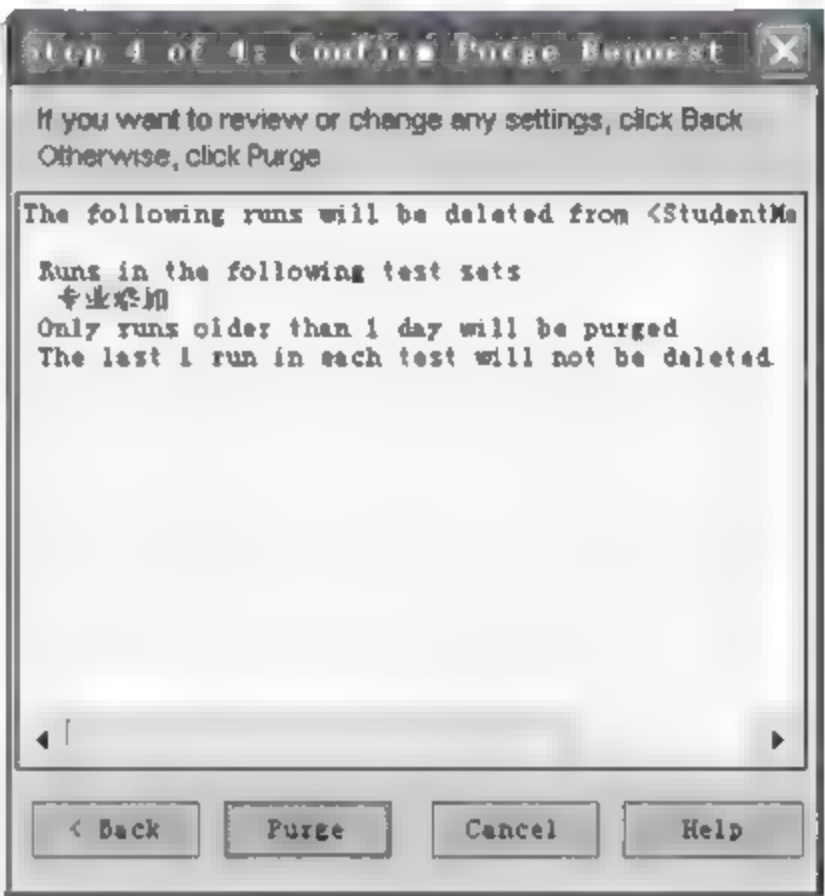 Step 4 of 4: Confirm Purge Request
If you want to review or change any settings, click Back
Otherwise, click Purge
The following runs will be deleted from <StudentMa
Runs in the following test sets
专业添加
Only runs older than 1 day will be purged
The last 1 run in each test will not be deleted
< Back
Purge
Cancel
Help